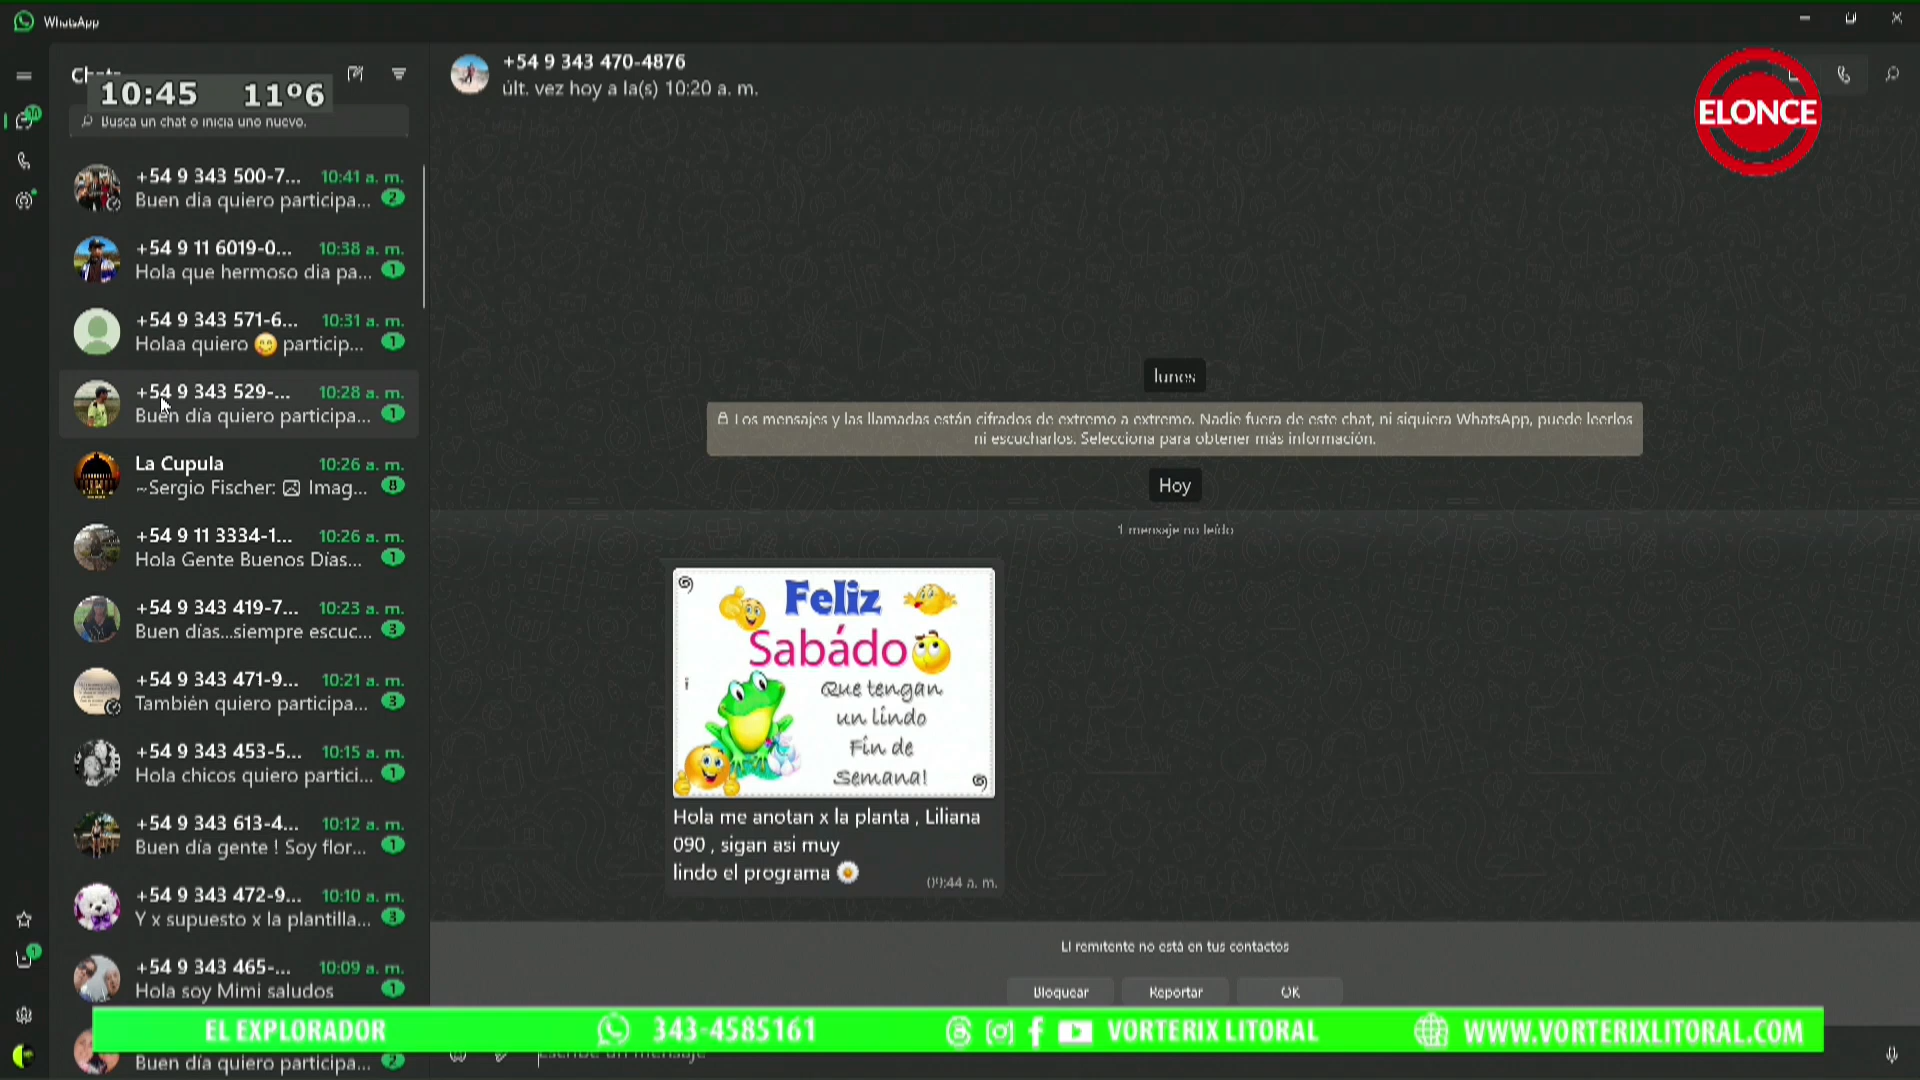 WhatsApp
10:45 11º6
Busca un chat o inicia uno nuevo.
+54 9 343 500-7... 10:41 a. m.
Buen día quiero participa... 2
+54 9 11 6019-0... 10:38 a. m.
Hola que hermoso dia pa... 1
+54 9 343 571-6... 10:31 a. m.
Holaa quiero 😋 particip... 1
+54 9 343 529-... 10:28 a. m.
Buen día quiero participa... 1
La Cupula 10:26 a. m.
~Sergio Fischer: Imag... 8
+54 9 11 3334-1... 10:26 a. m.
Hola Gente Buenos Días... 1
+54 9 343 419-7... 10:23 a. m.
Buen días...siempre escuc... 3
+54 9 343 471-9... 10:21 a. m.
También quiero participa... 3
+54 9 343 453-5... 10:15 a. m.
Hola chicos quiero partici... 1
+54 9 343 613-4... 10:12 a. m.
Buen día gente ! Soy flor... 1
+54 9 343 472-9... 10:10 a. m.
Y x supuesto x la plantilla... 3
+54 9 343 465-... 10:09 a. m.
Hola soy Mimi saludos 1
Buen día quiero participa... 2
+54 9 343 470-4876
últ. vez hoy a la(s) 10:20 a. m.
ELONCE
lunes
Los mensajes y las llamadas están cifrados de extremo a extremo. Nadie fuera de este chat, ni siquiera WhatsApp, puede leerlos
ni escucharlos. Selecciona para obtener más información.
Hoy
1 mensaje no leído
Feliz
Sabádo
Que tengan
un lindo
Fin de
Semana!
Hola me anotan x la planta , Liliana
090 , sigan asi muy
lindo el programa
09:44 a. m.
El remitente no está en tus contactos
Bloquear Reportar OK
EL EXPLORADOR 343-4585161 VORTERIX LITORAL WWW.VORTERIXLITORAL.COM
Escribe un mensaje